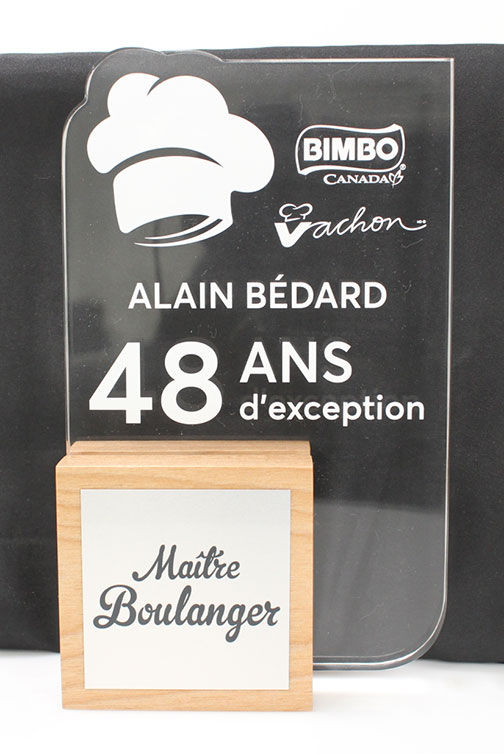 BIMBO
CANADA
Vachon
ALAIN BÉDARD
48 ANS
d'exception
Maître
Boulanger